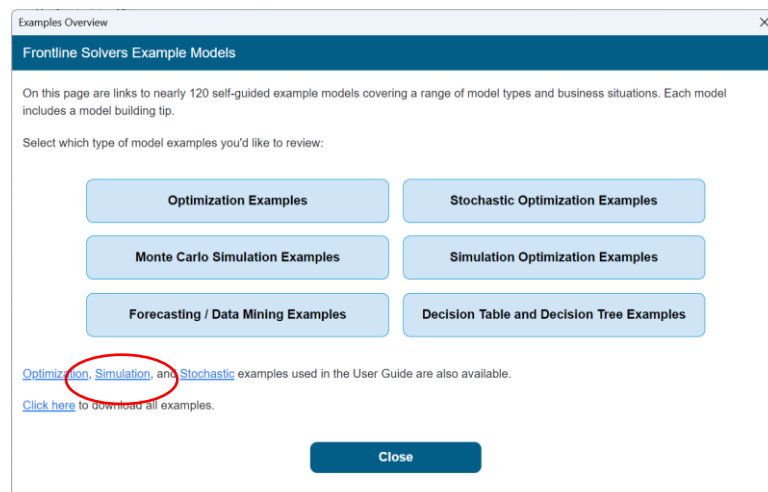 Examples Overview
Frontline Solvers Example Models
On this page are links to nearly 120 self-guided example models covering a range of model types and business situations. Each model
includes a model building tip.
Select which type of model examples you'd like to review:
Optimization Examples
Stochastic Optimization Examples
Monte Carlo Simulation Examples
Simulation Optimization Examples
Forecasting / Data Mining Examples
Decision Table and Decision Tree Examples
Optimization, Simulation, and Stochastic examples used in the User Guide are also available.
Click here to download all examples.
Close